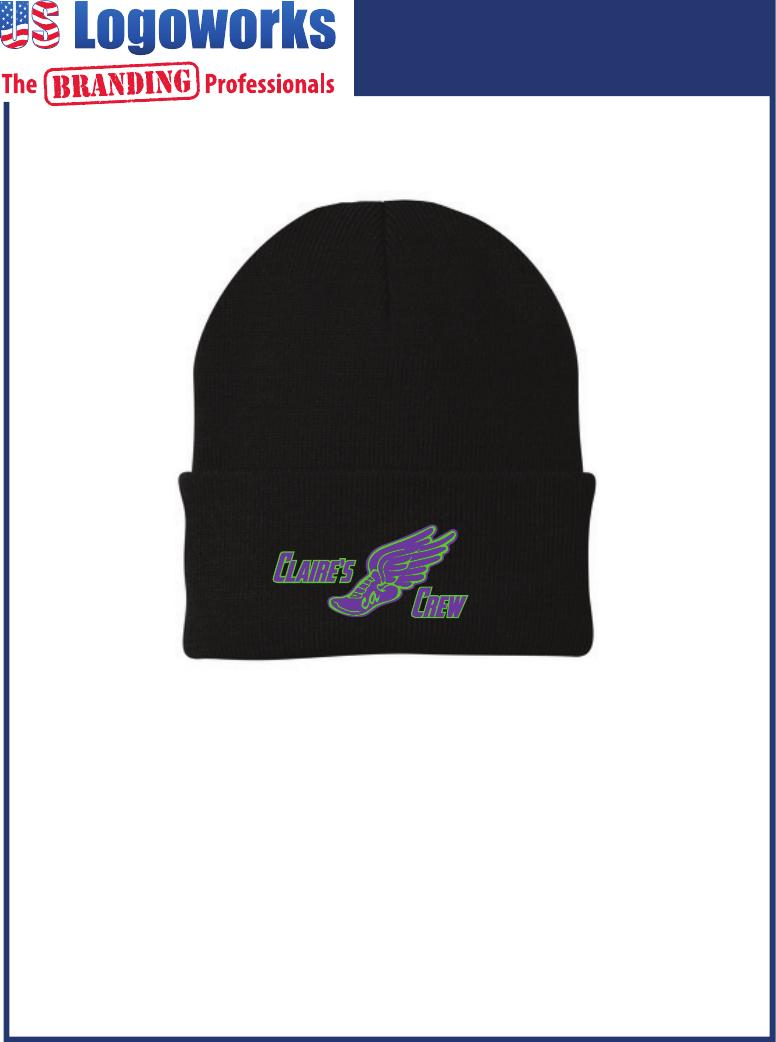 US Logoworks
The BRANDING Professionals
CLAIRE'S
CREW